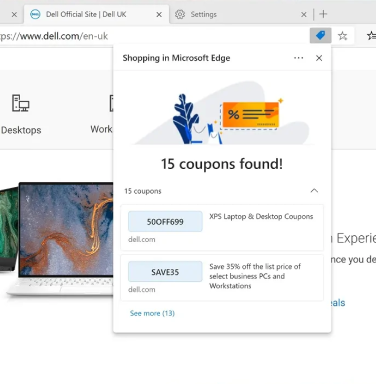 Dell Official Site | Dell UK
Settings
ps://www.dell.com/en-uk
Shopping in Microsoft Edge
Desktops
Work
15 coupons found!
15 coupons
50OFF699
XPS Laptop & Desktop Coupons
dell.com
SAVE35
Save 35% off the list price of
select business PCs and
Workstations
dell.com
See more (13)
n Experie
nce you de
eals